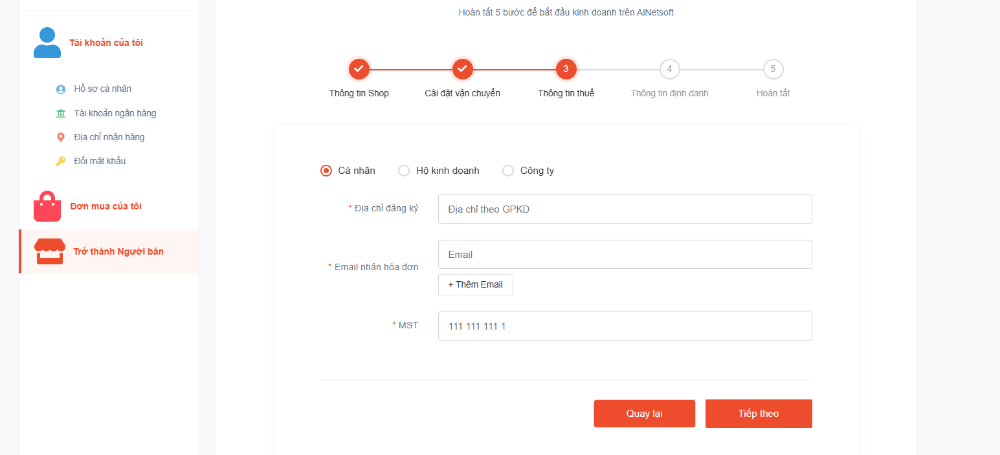 Hoàn tất 5 bước để bắt đầu kinh doanh trên AiNetsoft
Tài khoản của tôi
Hồ sơ cá nhân
Tài khoản ngân hàng
Địa chỉ nhận hàng
Đổi mật khẩu
Đơn mua của tôi
Trở thành Người bán
3
4
5
Thông tin Shop
Cài đặt vận chuyển
Thông tin thuế
Thông tin định danh
Hoàn tất
Cá nhân
Hộ kinh doanh
Công ty
* Địa chỉ đăng ký
Địa chỉ theo GPKD
* Email nhận hóa đơn
Email
+ Thêm Email
* MST
111 111 111 1
Quay lại
Tiếp theo